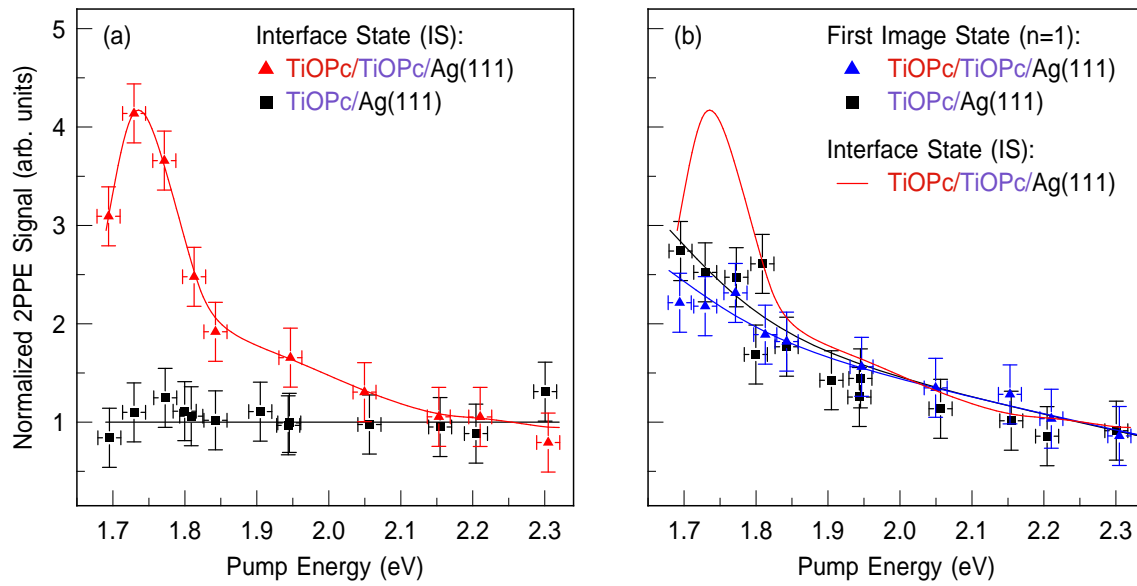 Normalized 2PPE Signal (arb. units)
5
4
3
2
1
(a)
Interface State (IS):
TiOPc/TiOPc/Ag(111)
TiOPc/Ag(111)
1.7 1.8 1.9 2.0 2.1 2.2 2.3
Pump Energy (eV)
(b)
First Image State (n=1):
TiOPc/TiOPc/Ag(111)
TiOPc/Ag(111)
Interface State (IS):
TiOPc/TiOPc/Ag(111)
1.7 1.8 1.9 2.0 2.1 2.2 2.3
Pump Energy (eV)